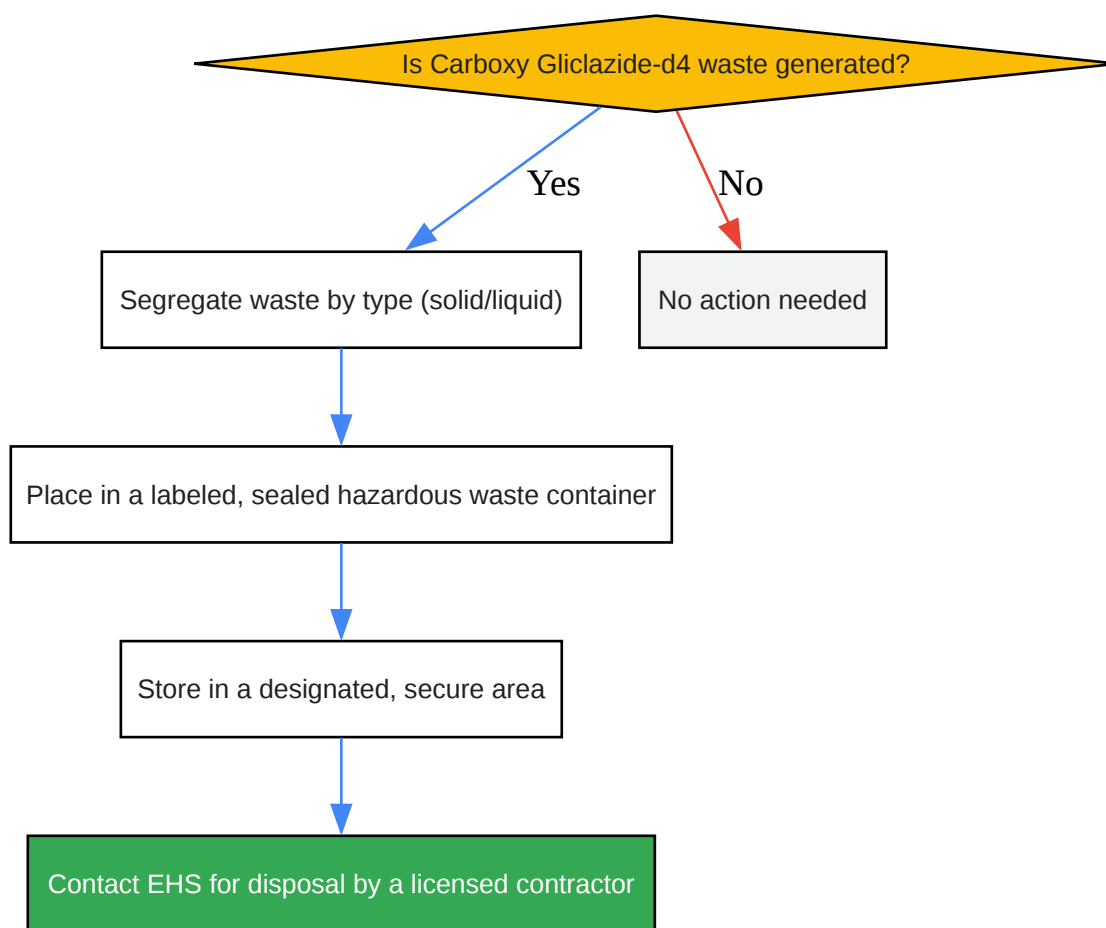 Is Carboxy Gliclazide-d4 waste generated?
Yes
No
Segregate waste by type (solid/liquid)
No action needed
Place in a labeled, sealed hazardous waste container
Store in a designated, secure area
Contact EHS for disposal by a licensed contractor